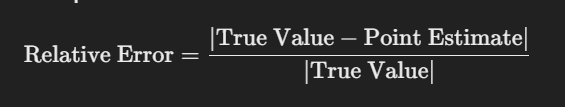 Relative Error = |True Value − Point Estimate| / |True Value|